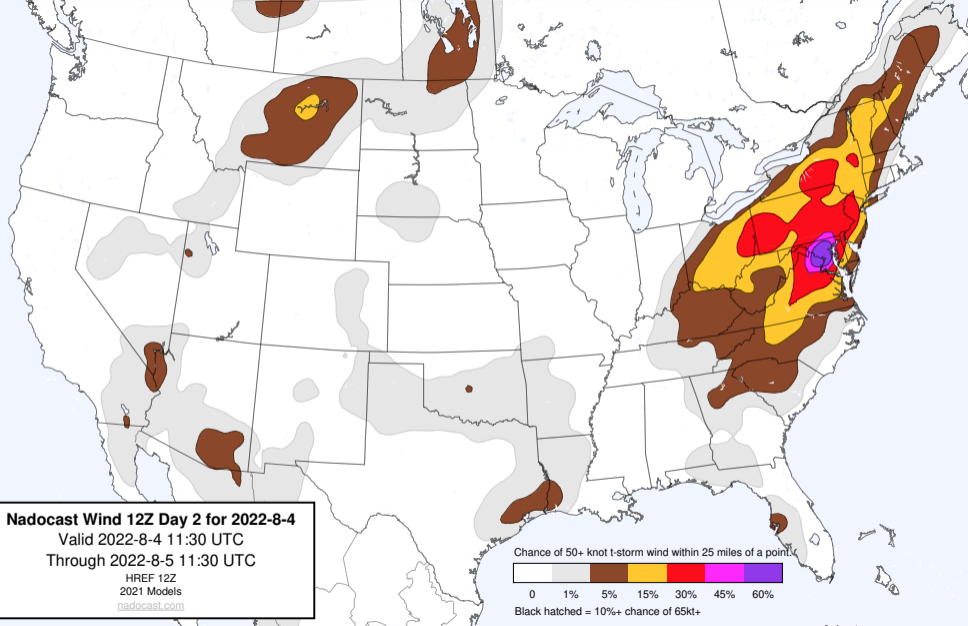 Nadocast Wind 12Z Day 2 for 2022-8-4
Valid 2022-8-4 11:30 UTC
Through 2022-8-5 11:30 UTC
HREF 12Z
2021 Models
nadocast.com
Chance of 50+ knot t-storm wind within 25 miles of a point.
0 1% 5% 15% 30% 45% 60%
Black hatched = 10%+ chance of 65kt+